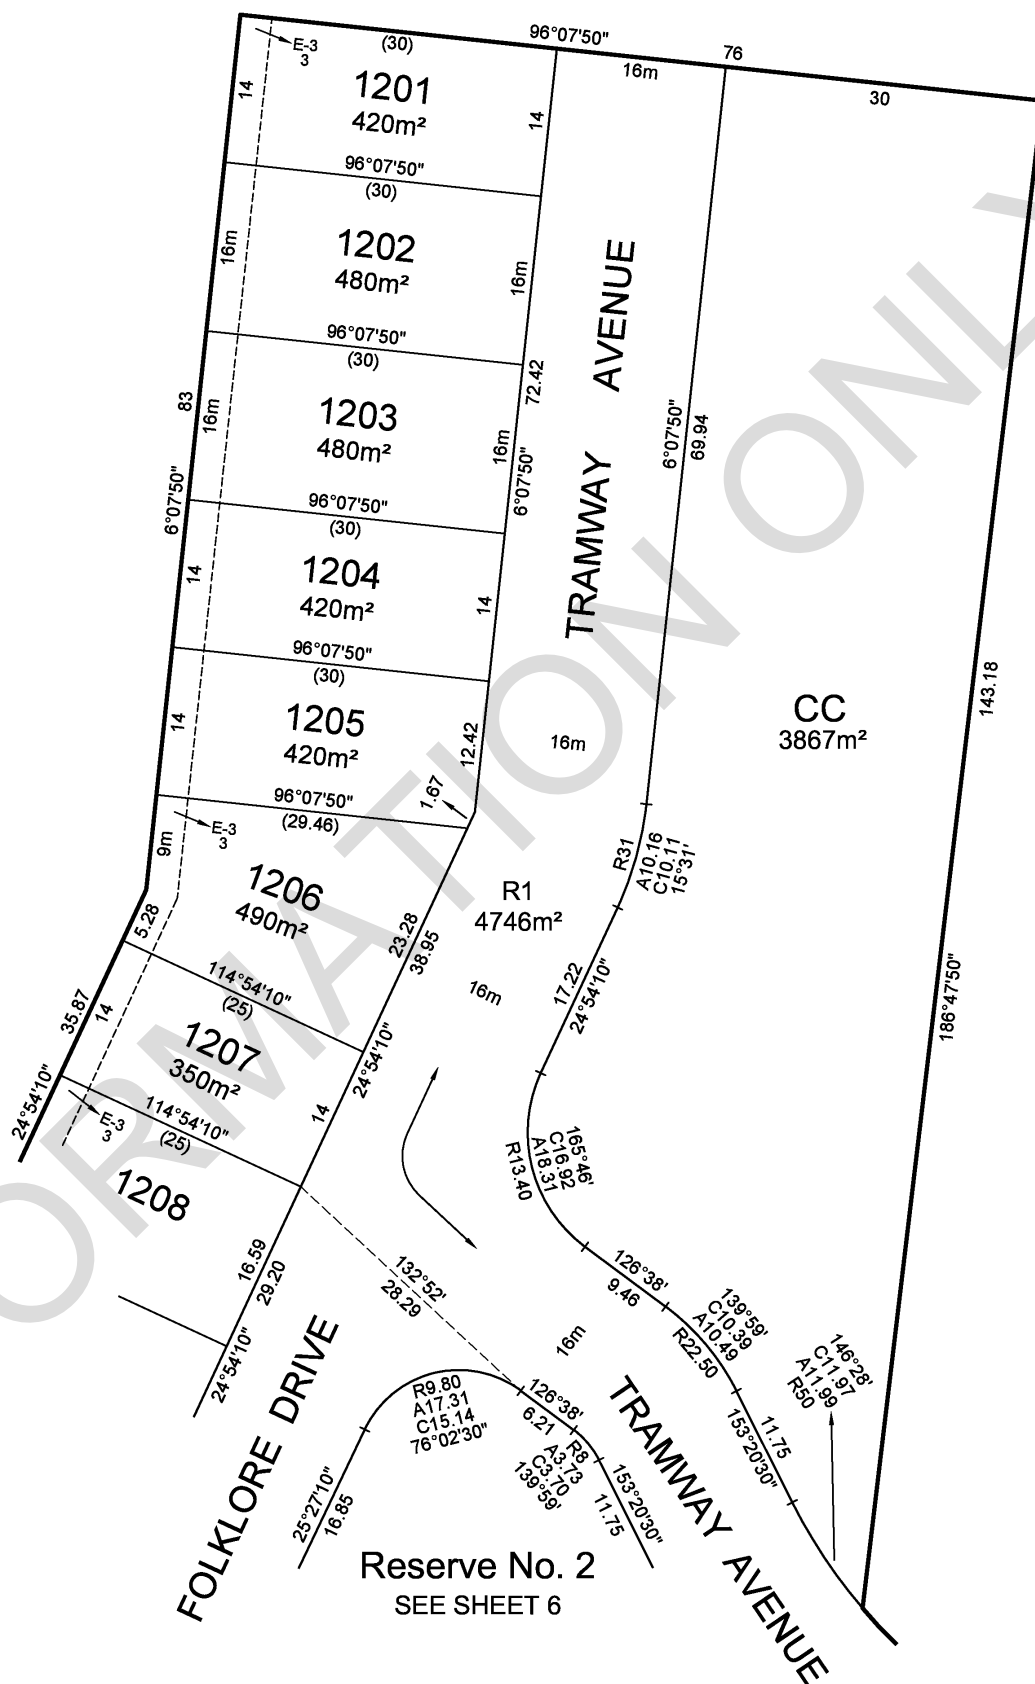 96°07'50"
76
(30)
16m
30
E-3
3
14
1201
420m²
14
96°07'50"
(30)
16m
1202
480m²
16m
96°07'50"
(30)
83
6°07'50"
16m
1203
480m²
16m
72.42
6°07'50"
96°07'50"
(30)
14
1204
420m²
14
96°07'50"
(30)
14
1205
420m²
12.42
1.67
96°07'50"
(29.46)
9m
E-3
3
1206
490m²
5.28
23.28
38.95
114°54'10"
(25)
35.87
24°54'10"
14
1207
350m²
14
24°54'10"
114°54'10"
(25)
E-3
3
1208
16.59
29.20
24°54'10"
TRAMWAY AVENUE
6°07'50"
69.94
16m
CC
3867m²
143.18
186°47'50"
R31
A10.16
C10.11
15°31'
R1
4746m²
16m
17.22
24°54'10"
165°46'
C16.92
A18.31
R13.40
132°52'
28.29
126°38'
9.46
139°59'
C10.39
A10.49
R22.50
16m
146°28'
C11.97
A11.99
R50
11.75
153°20'30"
FOLKLORE DRIVE
R9.80
A17.31
C15.14
76°02'30"
126°38'
6.21
R8
A3.73
C3.70
139°59'
153°20'30"
11.75
25°27'10"
16.85
TRAMWAY AVENUE
Reserve No. 2
SEE SHEET 6
ORMATION ONLY